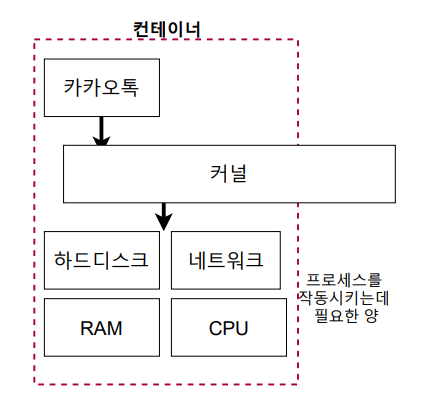 컨테이너
카카오톡
커널
하드디스크
네트워크
프로세스를
작동시키는데
필요한 양
RAM
CPU